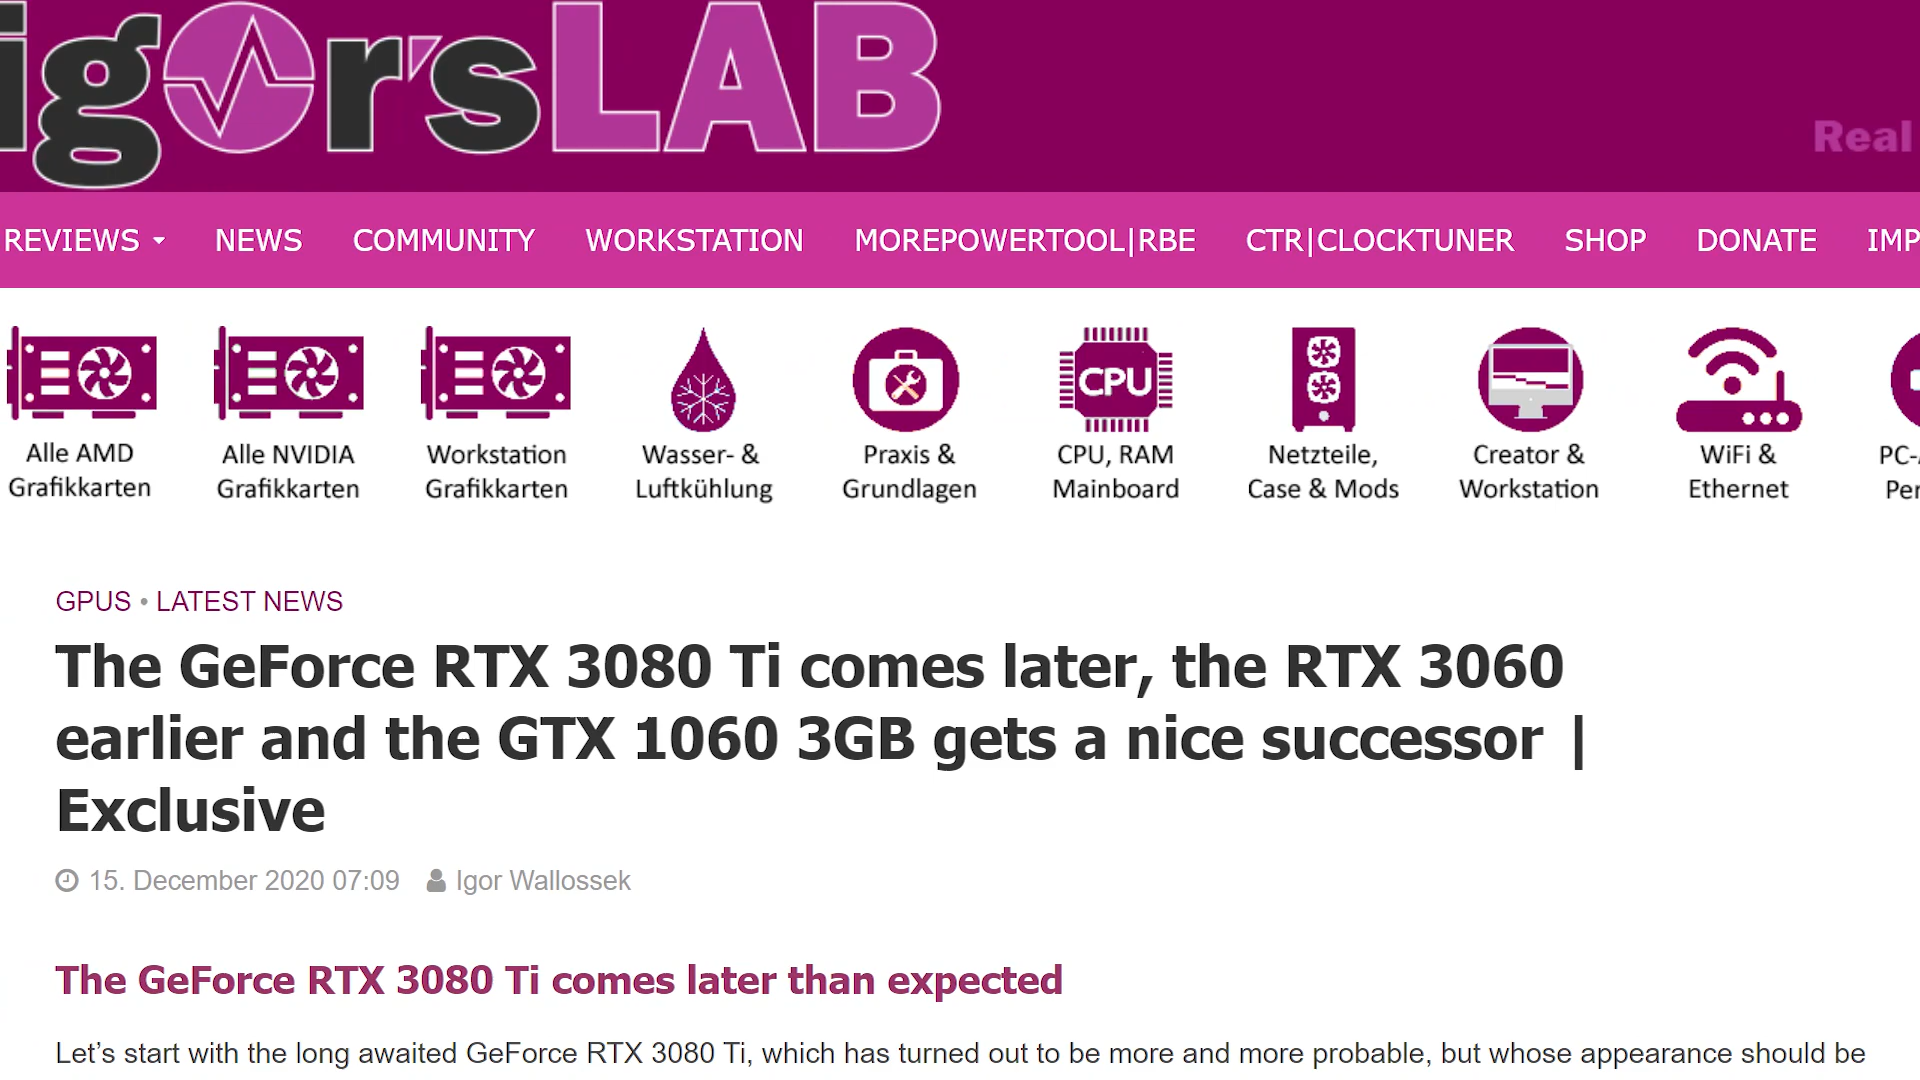 igor'sLAB
Real
REVIEWS NEWS COMMUNITY WORKSTATION MOREPOWERTOOL|RBE CTR|CLOCKTUNER SHOP DONATE IMP
Alle AMD
Grafikkarten
Alle NVIDIA
Grafikkarten
Workstation
Grafikkarten
Wasser- &
Luftkühlung
Praxis &
Grundlagen
CPU
CPU, RAM
Mainboard
Netzteile,
Case & Mods
Creator &
Workstation
WiFi &
Ethernet
PC-
Per
GPUS • LATEST NEWS
The GeForce RTX 3080 Ti comes later, the RTX 3060
earlier and the GTX 1060 3GB gets a nice successor |
Exclusive
15. December 2020 07:09 Igor Wallossek
The GeForce RTX 3080 Ti comes later than expected
Let’s start with the long awaited GeForce RTX 3080 Ti, which has turned out to be more and more probable, but whose appearance should be